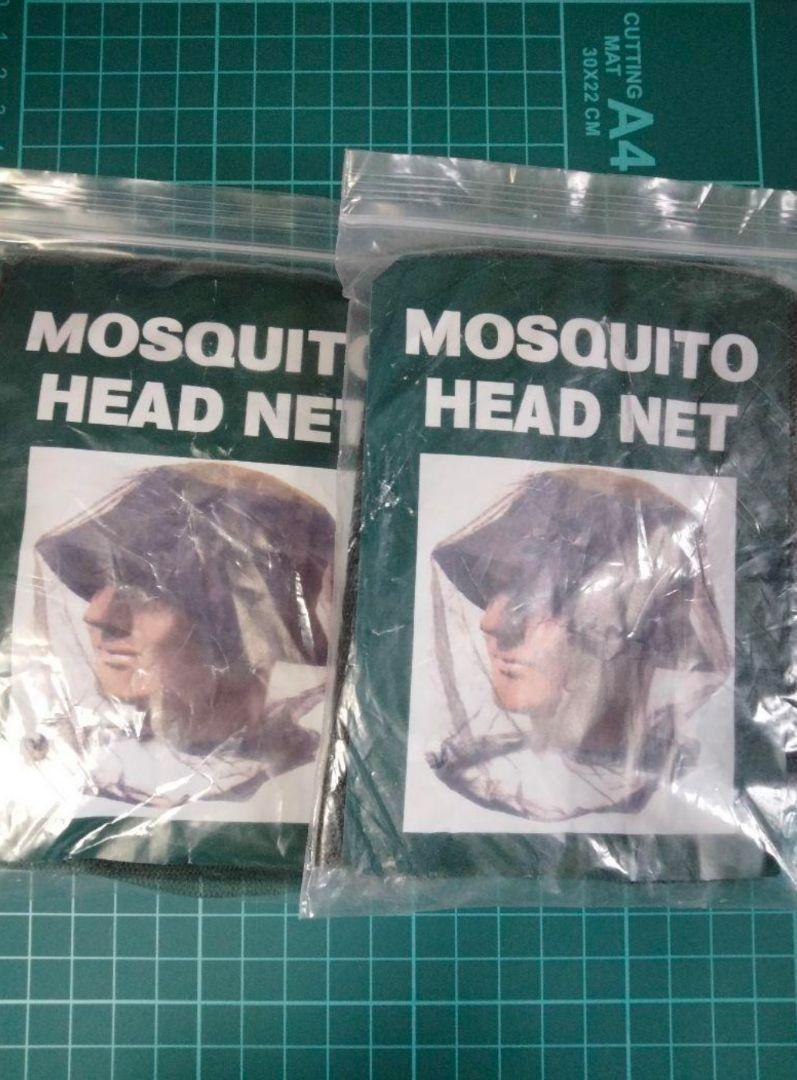 CUTTING
MAT
30X22 CM
A4
MOSQUITO
HEAD NET
MOSQUITO
HEAD NET